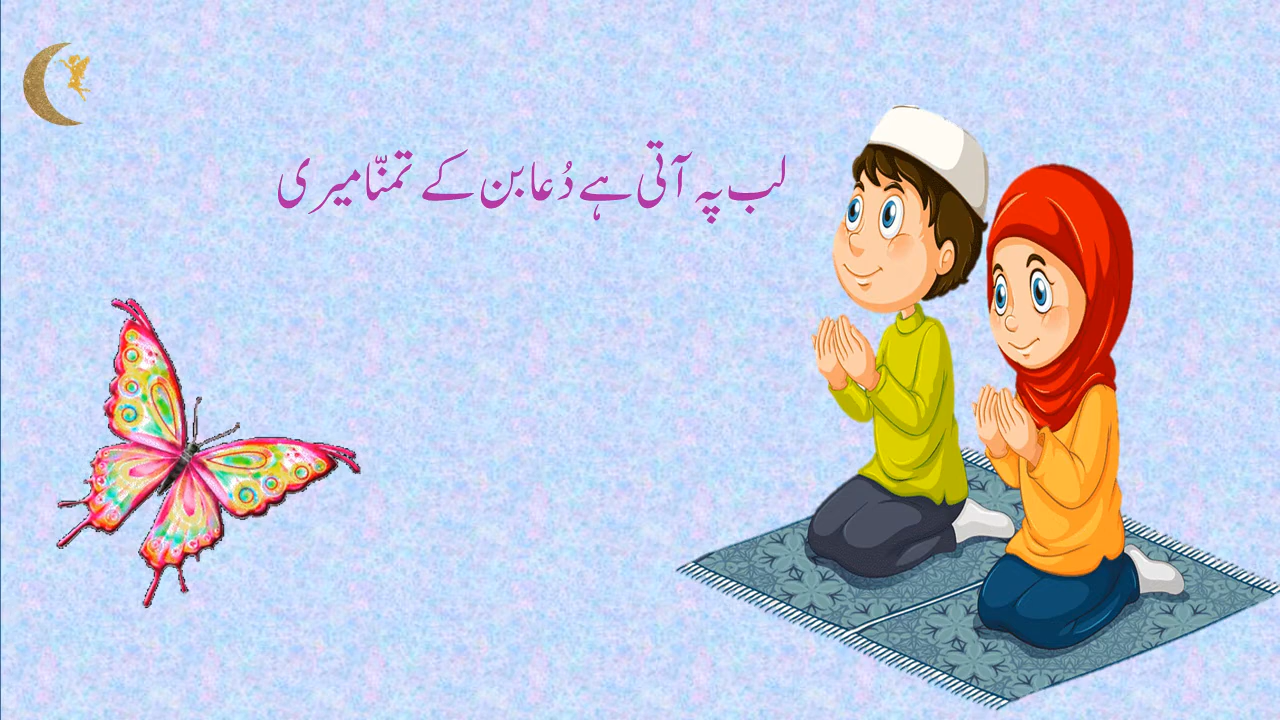 لب پہ آتی ہے دُعا بن کے تمنّا میری